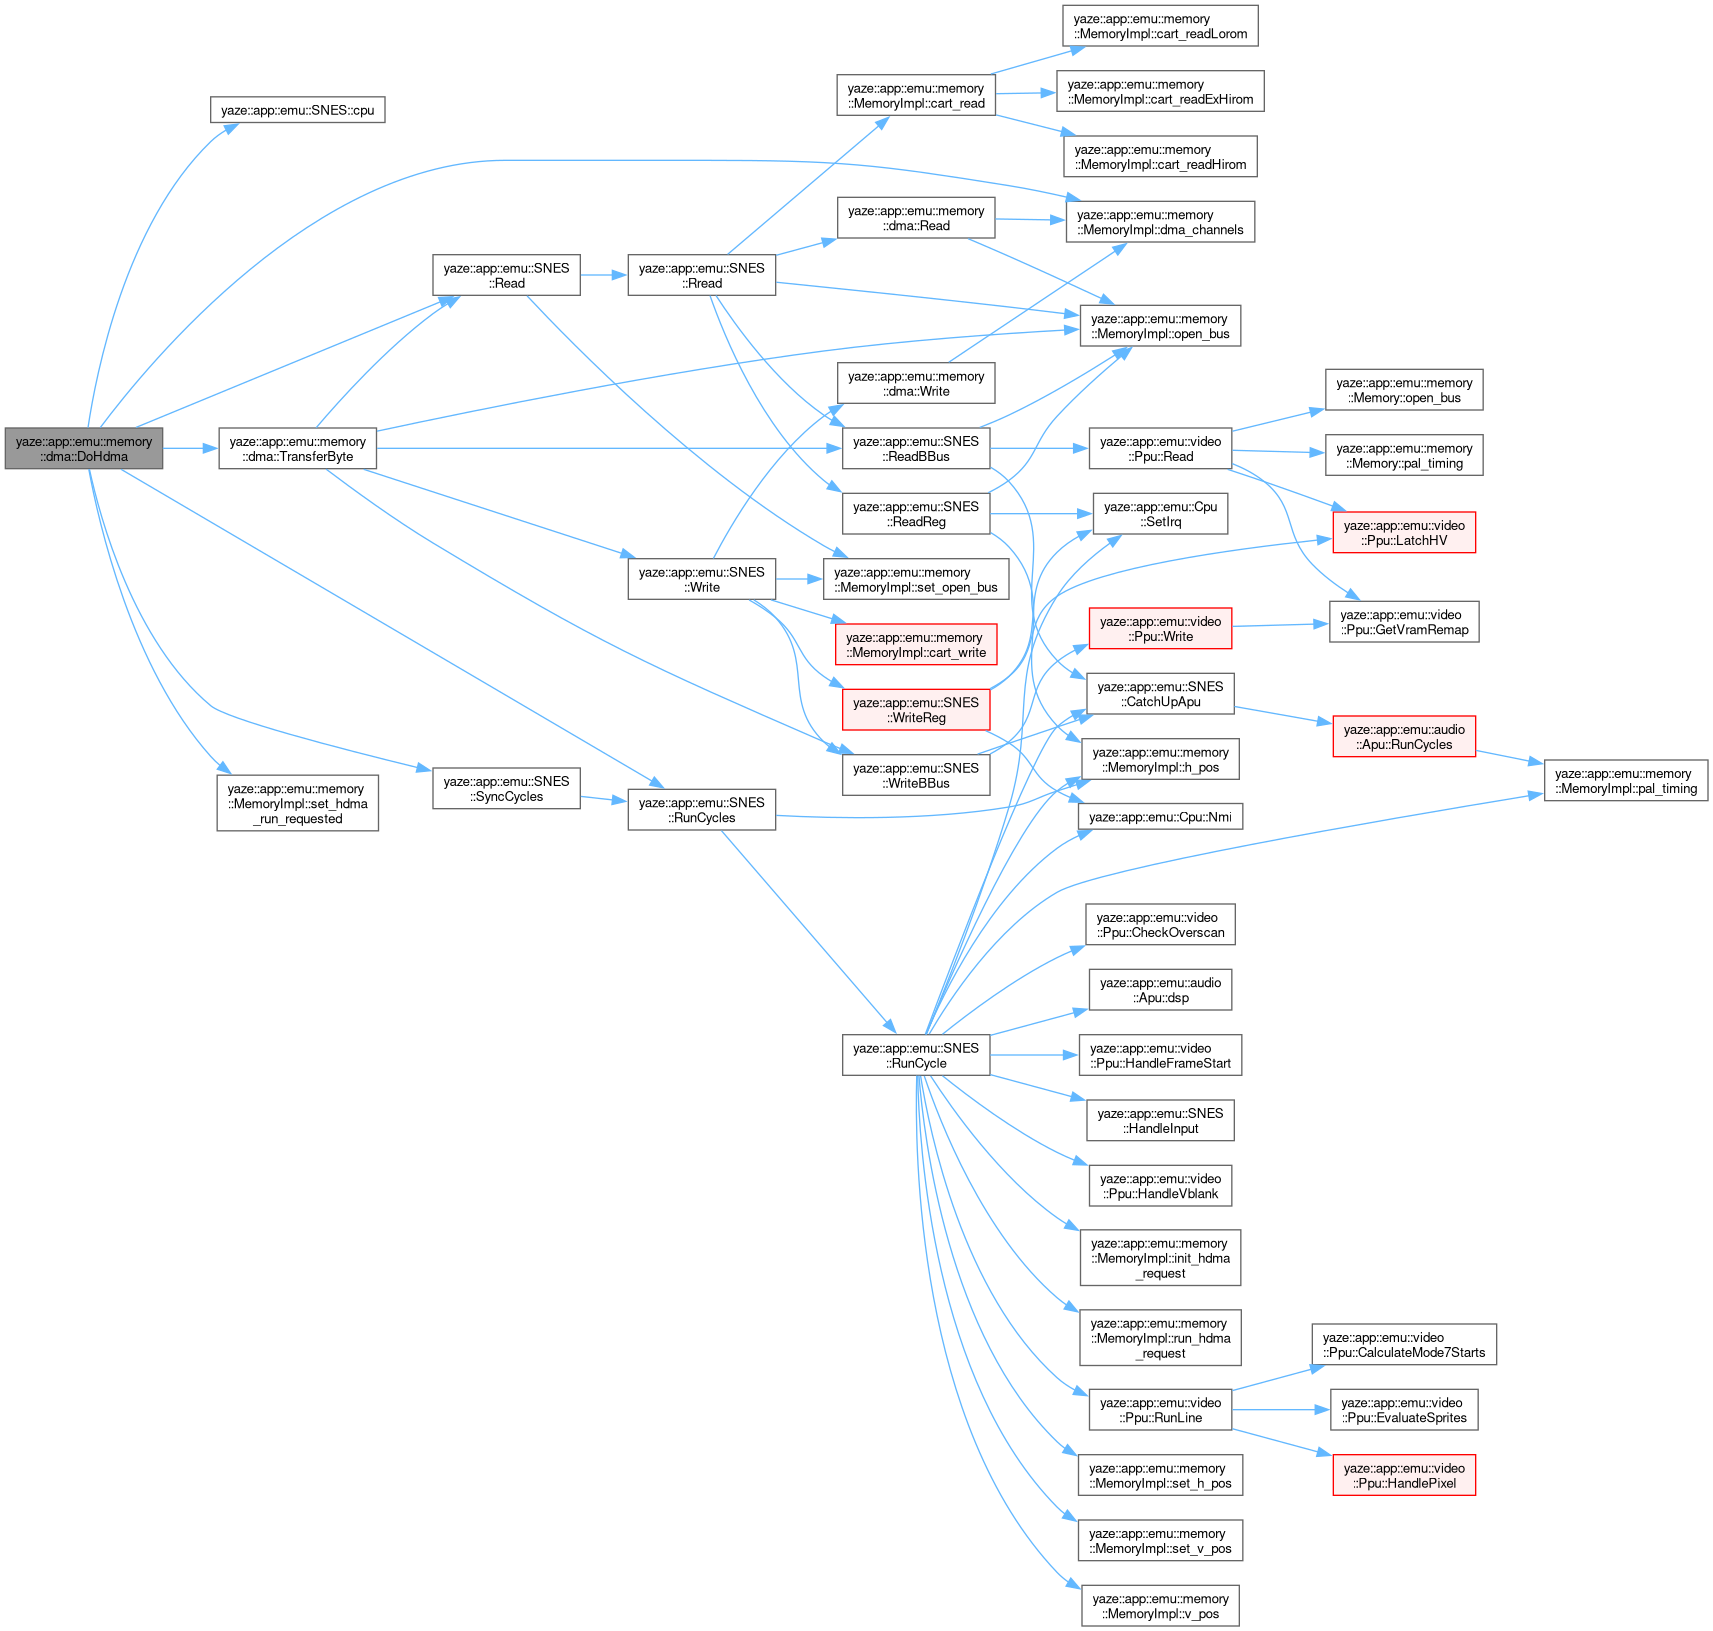 yaze::app::emu::memory
::dma::DoHdma
yaze::app::emu::SNES::cpu
yaze::app::emu::memory
::dma::TransferByte
yaze::app::emu::memory
::MemoryImpl::set_hdma
_run_requested
yaze::app::emu::SNES
::Read
yaze::app::emu::SNES
::SyncCycles
yaze::app::emu::SNES
::Rread
yaze::app::emu::SNES
::Write
yaze::app::emu::SNES
::RunCycles
yaze::app::emu::memory
::MemoryImpl::cart_read
yaze::app::emu::memory
::dma::Read
yaze::app::emu::memory
::dma::Write
yaze::app::emu::SNES
::ReadBBus
yaze::app::emu::SNES
::ReadReg
yaze::app::emu::memory
::MemoryImpl::set_open_bus
yaze::app::emu::memory
::MemoryImpl::cart_write
yaze::app::emu::SNES
::WriteReg
yaze::app::emu::SNES
::WriteBBus
yaze::app::emu::SNES
::RunCycle
yaze::app::emu::memory
::MemoryImpl::cart_readLorom
yaze::app::emu::memory
::MemoryImpl::cart_readExHirom
yaze::app::emu::memory
::MemoryImpl::cart_readHirom
yaze::app::emu::memory
::MemoryImpl::dma_channels
yaze::app::emu::memory
::MemoryImpl::open_bus
yaze::app::emu::video
::Ppu::Read
yaze::app::emu::Cpu
::SetIrq
yaze::app::emu::video
::Ppu::Write
yaze::app::emu::SNES
::CatchUpApu
yaze::app::emu::memory
::MemoryImpl::h_pos
yaze::app::emu::Cpu::Nmi
yaze::app::emu::video
::Ppu::CheckOverscan
yaze::app::emu::audio
::Apu::dsp
yaze::app::emu::video
::Ppu::HandleFrameStart
yaze::app::emu::SNES
::HandleInput
yaze::app::emu::video
::Ppu::HandleVblank
yaze::app::emu::memory
::MemoryImpl::init_hdma
_request
yaze::app::emu::memory
::MemoryImpl::run_hdma
_request
yaze::app::emu::video
::Ppu::RunLine
yaze::app::emu::memory
::MemoryImpl::set_h_pos
yaze::app::emu::memory
::MemoryImpl::set_v_pos
yaze::app::emu::memory
::MemoryImpl::v_pos
yaze::app::emu::memory
::Memory::open_bus
yaze::app::emu::memory
::Memory::pal_timing
yaze::app::emu::video
::Ppu::LatchHV
yaze::app::emu::video
::Ppu::GetVramRemap
yaze::app::emu::audio
::Apu::RunCycles
yaze::app::emu::video
::Ppu::CalculateMode7Starts
yaze::app::emu::video
::Ppu::EvaluateSprites
yaze::app::emu::video
::Ppu::HandlePixel
yaze::app::emu::memory
::MemoryImpl::pal_timing